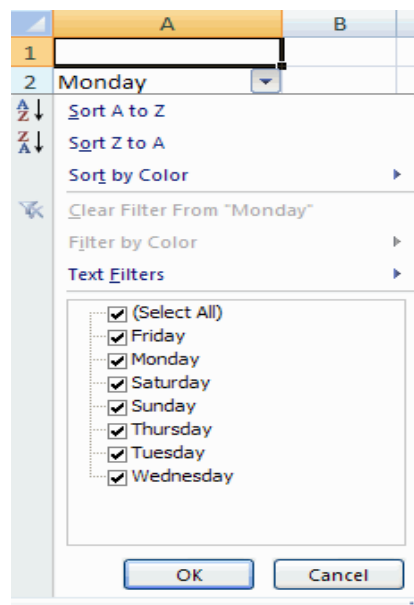 A B
1
2 Monday
Sort A to Z
Sort Z to A
Sort by Color
Clear Filter From "Monday"
Filter by Color
Text Filters
(Select All)
Friday
Monday
Saturday
Sunday
Thursday
Tuesday
Wednesday
OK Cancel